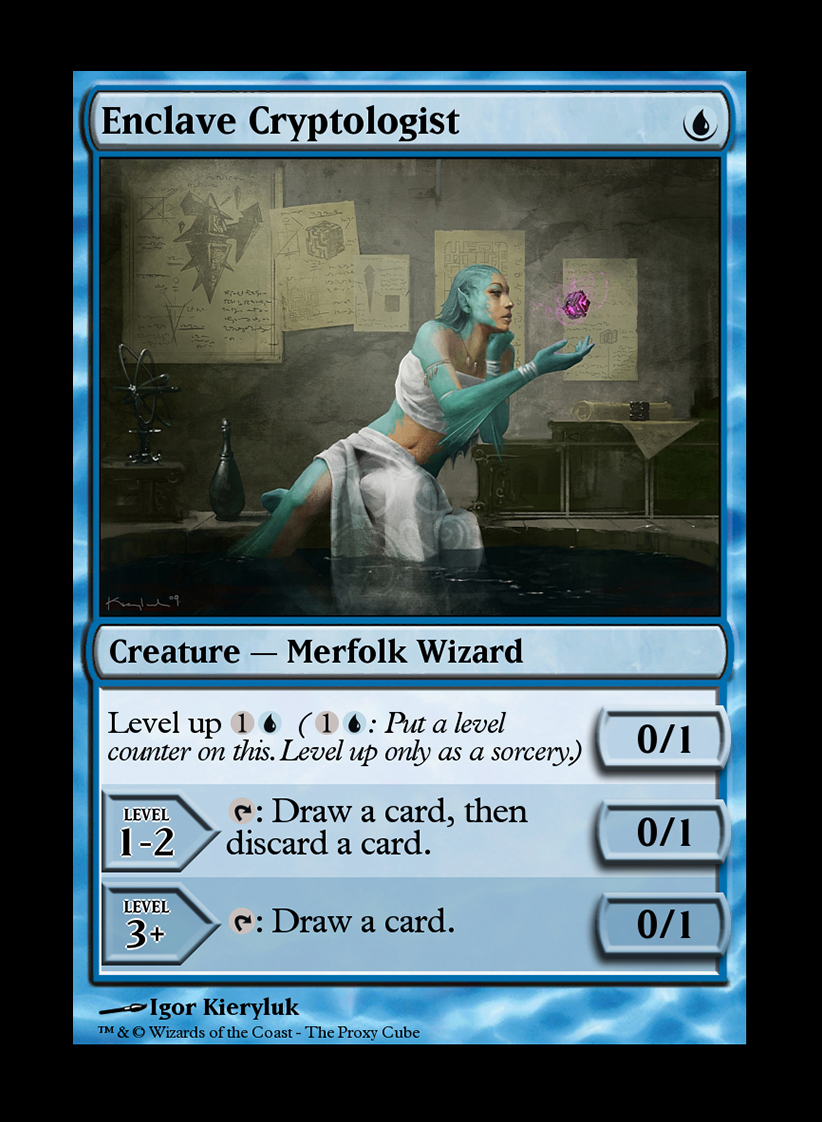 Enclave Cryptologist
Creature — Merfolk Wizard
Level up 1 ( 1 : Put a level
counter on this. Level up only as a sorcery.)
0/1
LEVEL
1-2
: Draw a card, then
discard a card.
0/1
LEVEL
3+
: Draw a card.
0/1
Igor Kieryluk
™ & © Wizards of the Coast - The Proxy Cube